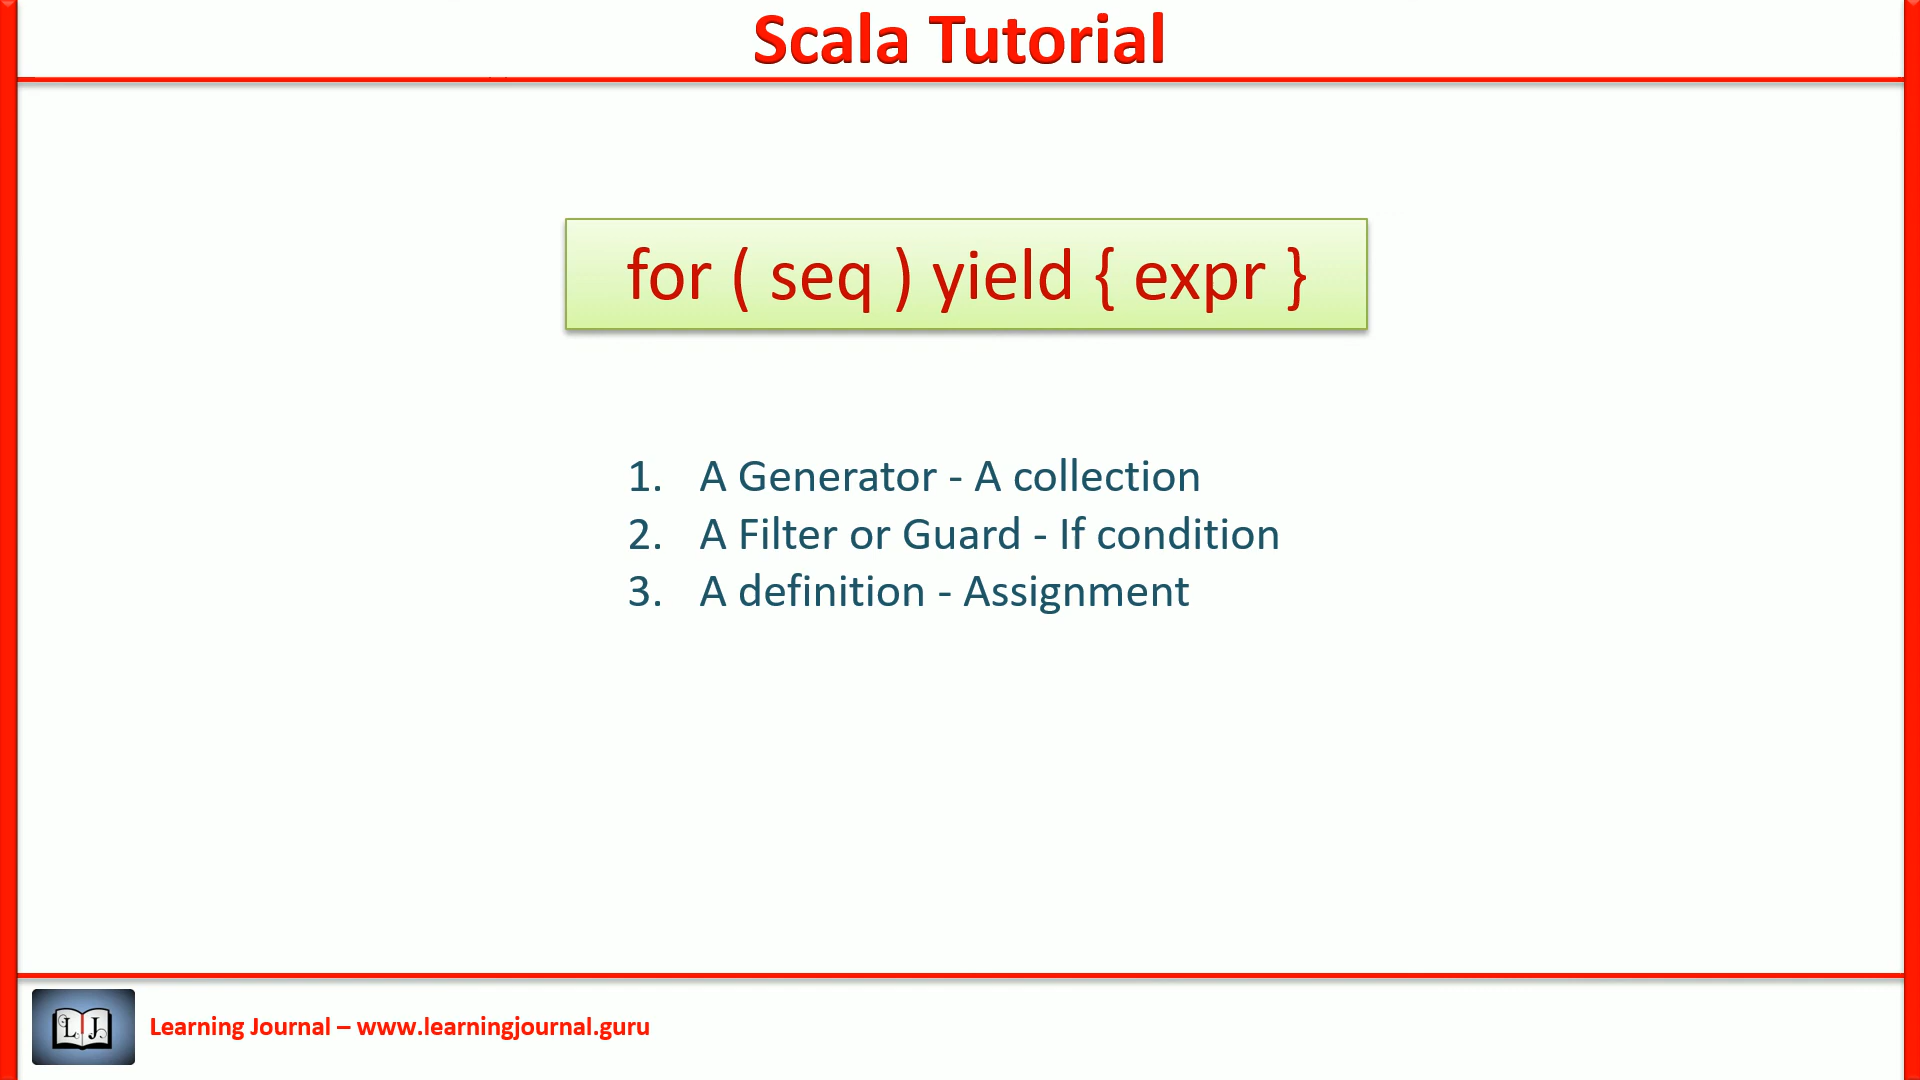 Scala Tutorial
for ( seq ) yield { expr }
1. A Generator - A collection
2. A Filter or Guard - If condition
3. A definition - Assignment
L J
Learning Journal – www.learningjournal.guru